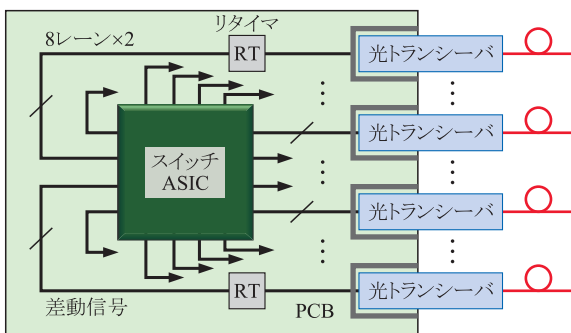 リタイマ
8レーン×2
RT
光トランシーバ
光トランシーバ
スイッチ
ASIC
光トランシーバ
差動信号
RT
PCB
光トランシーバ